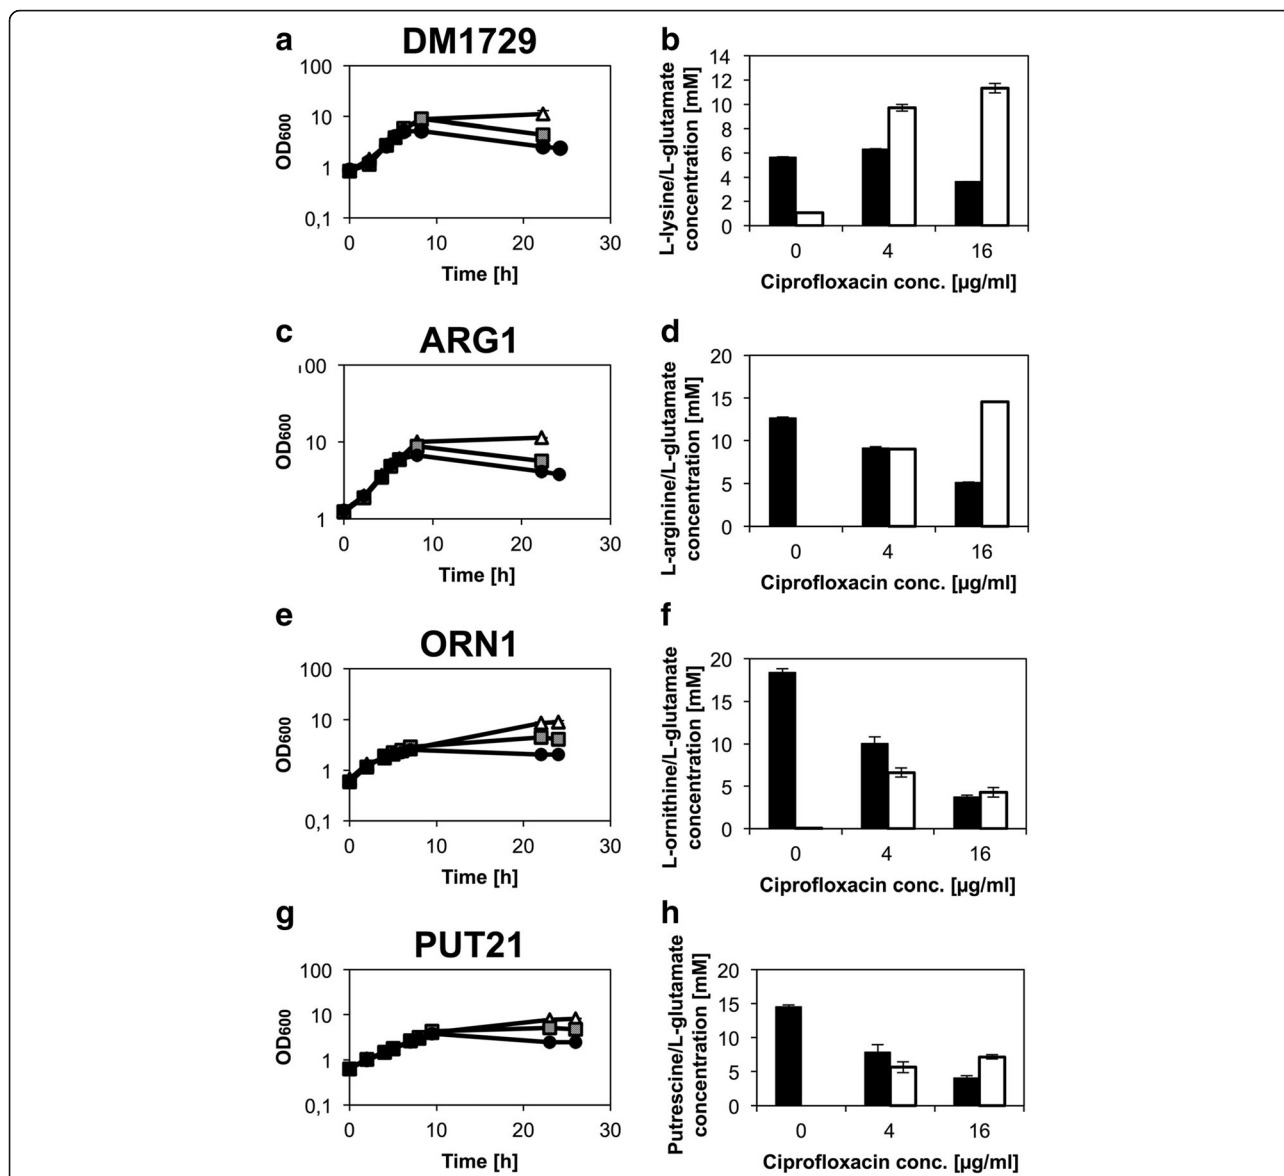 a DM1729
100
10
1
0,1
OD600
0 10 20 30
Time [h]
b
14
12
10
8
6
4
2
0
L-lysine/L-glutamate
concentration [mM]
0 4 16
Ciprofloxacin conc. [µg/ml]
c ARG1
100
10
1
OD600
0 10 20 30
Time [h]
d
20
15
10
5
0
L-arginine/L-glutamate
concentration [mM]
0 4 16
Ciprofloxacin conc. [µg/ml]
e ORN1
100
10
1
0,1
OD600
0 10 20 30
Time [h]
f
20
15
10
5
0
L-ornithine/L-glutamate
concentration [mM]
0 4 16
Ciprofloxacin conc. [µg/ml]
g PUT21
100
10
1
0,1
OD600
0 10 20 30
Time [h]
h
20
15
10
5
0
Putrescine/L-glutamate
concentration [mM]
0 4 16
Ciprofloxacin conc. [µg/ml]